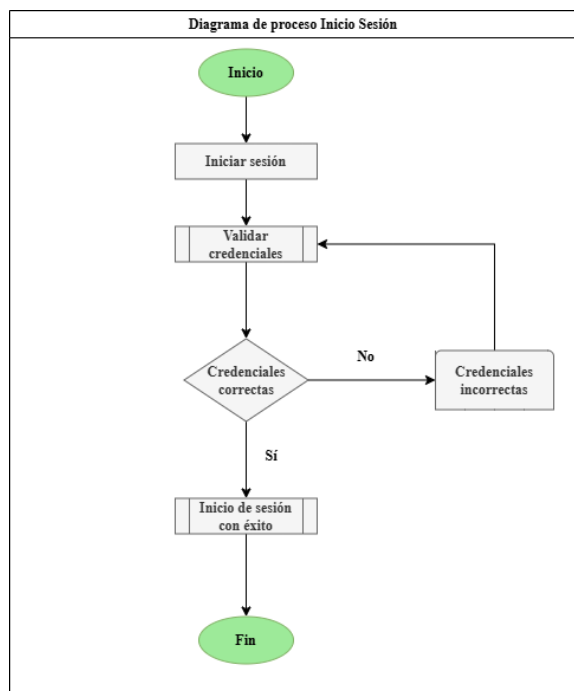 Diagrama de proceso Inicio Sesión
Inicio
Iniciar sesión
Validar
credenciales
Credenciales
correctas
No
Credenciales
incorrectas
Sí
Inicio de sesión
con éxito
Fin